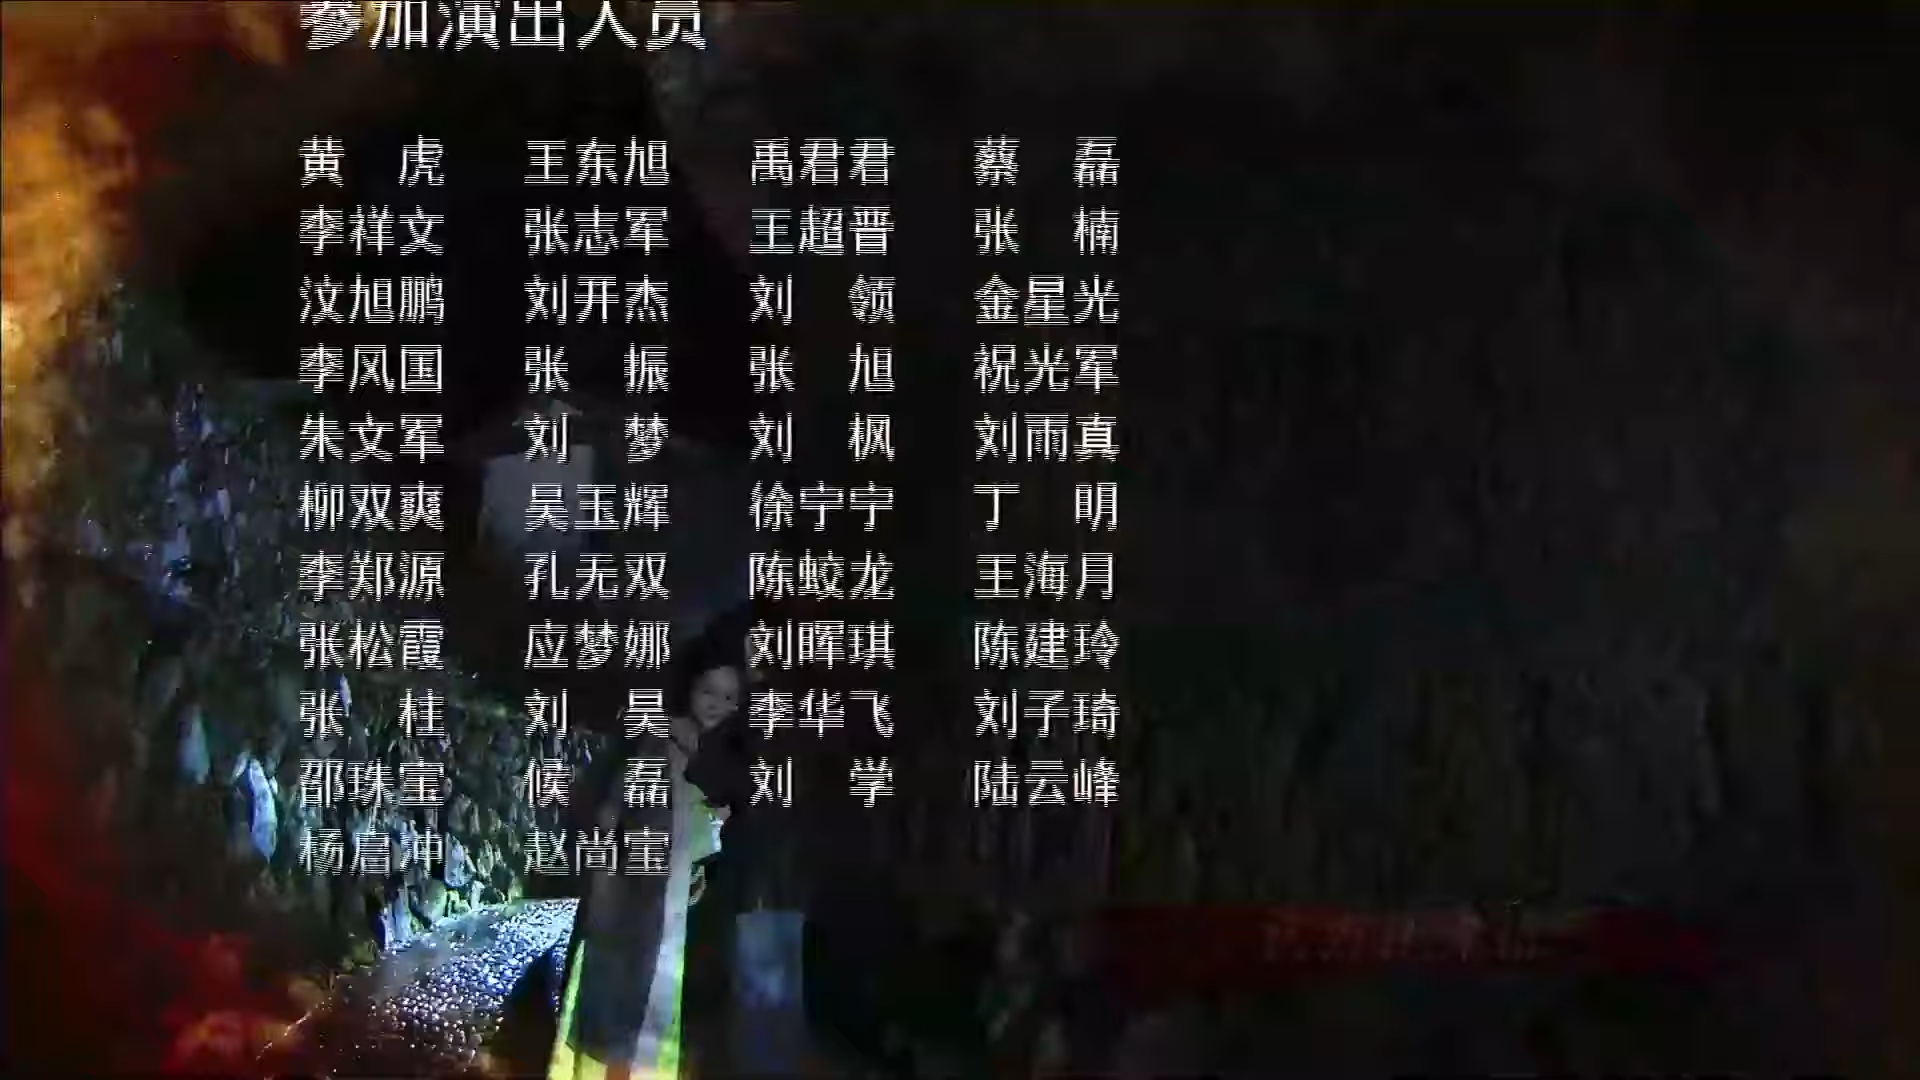 参加演出人员
黄　虎　王东旭　禹君君　蔡　磊
李祥文　张志军　王超晋　张　楠
汶旭鹏　刘开杰　刘　领　金星光
李风国　张　振　张　旭　祝光军
朱文军　刘　梦　刘　枫　刘雨真
柳双爽　吴玉辉　徐宁宁　丁　明
李郑源　孔无双　陈蛟龙　王海月
张松霞　应梦娜　刘晖琪　陈建玲
张　柱　刘　吴　李华飞　刘子琦
邵珠宝　候　磊　刘　学　陆云峰
杨启冲　赵尚宝